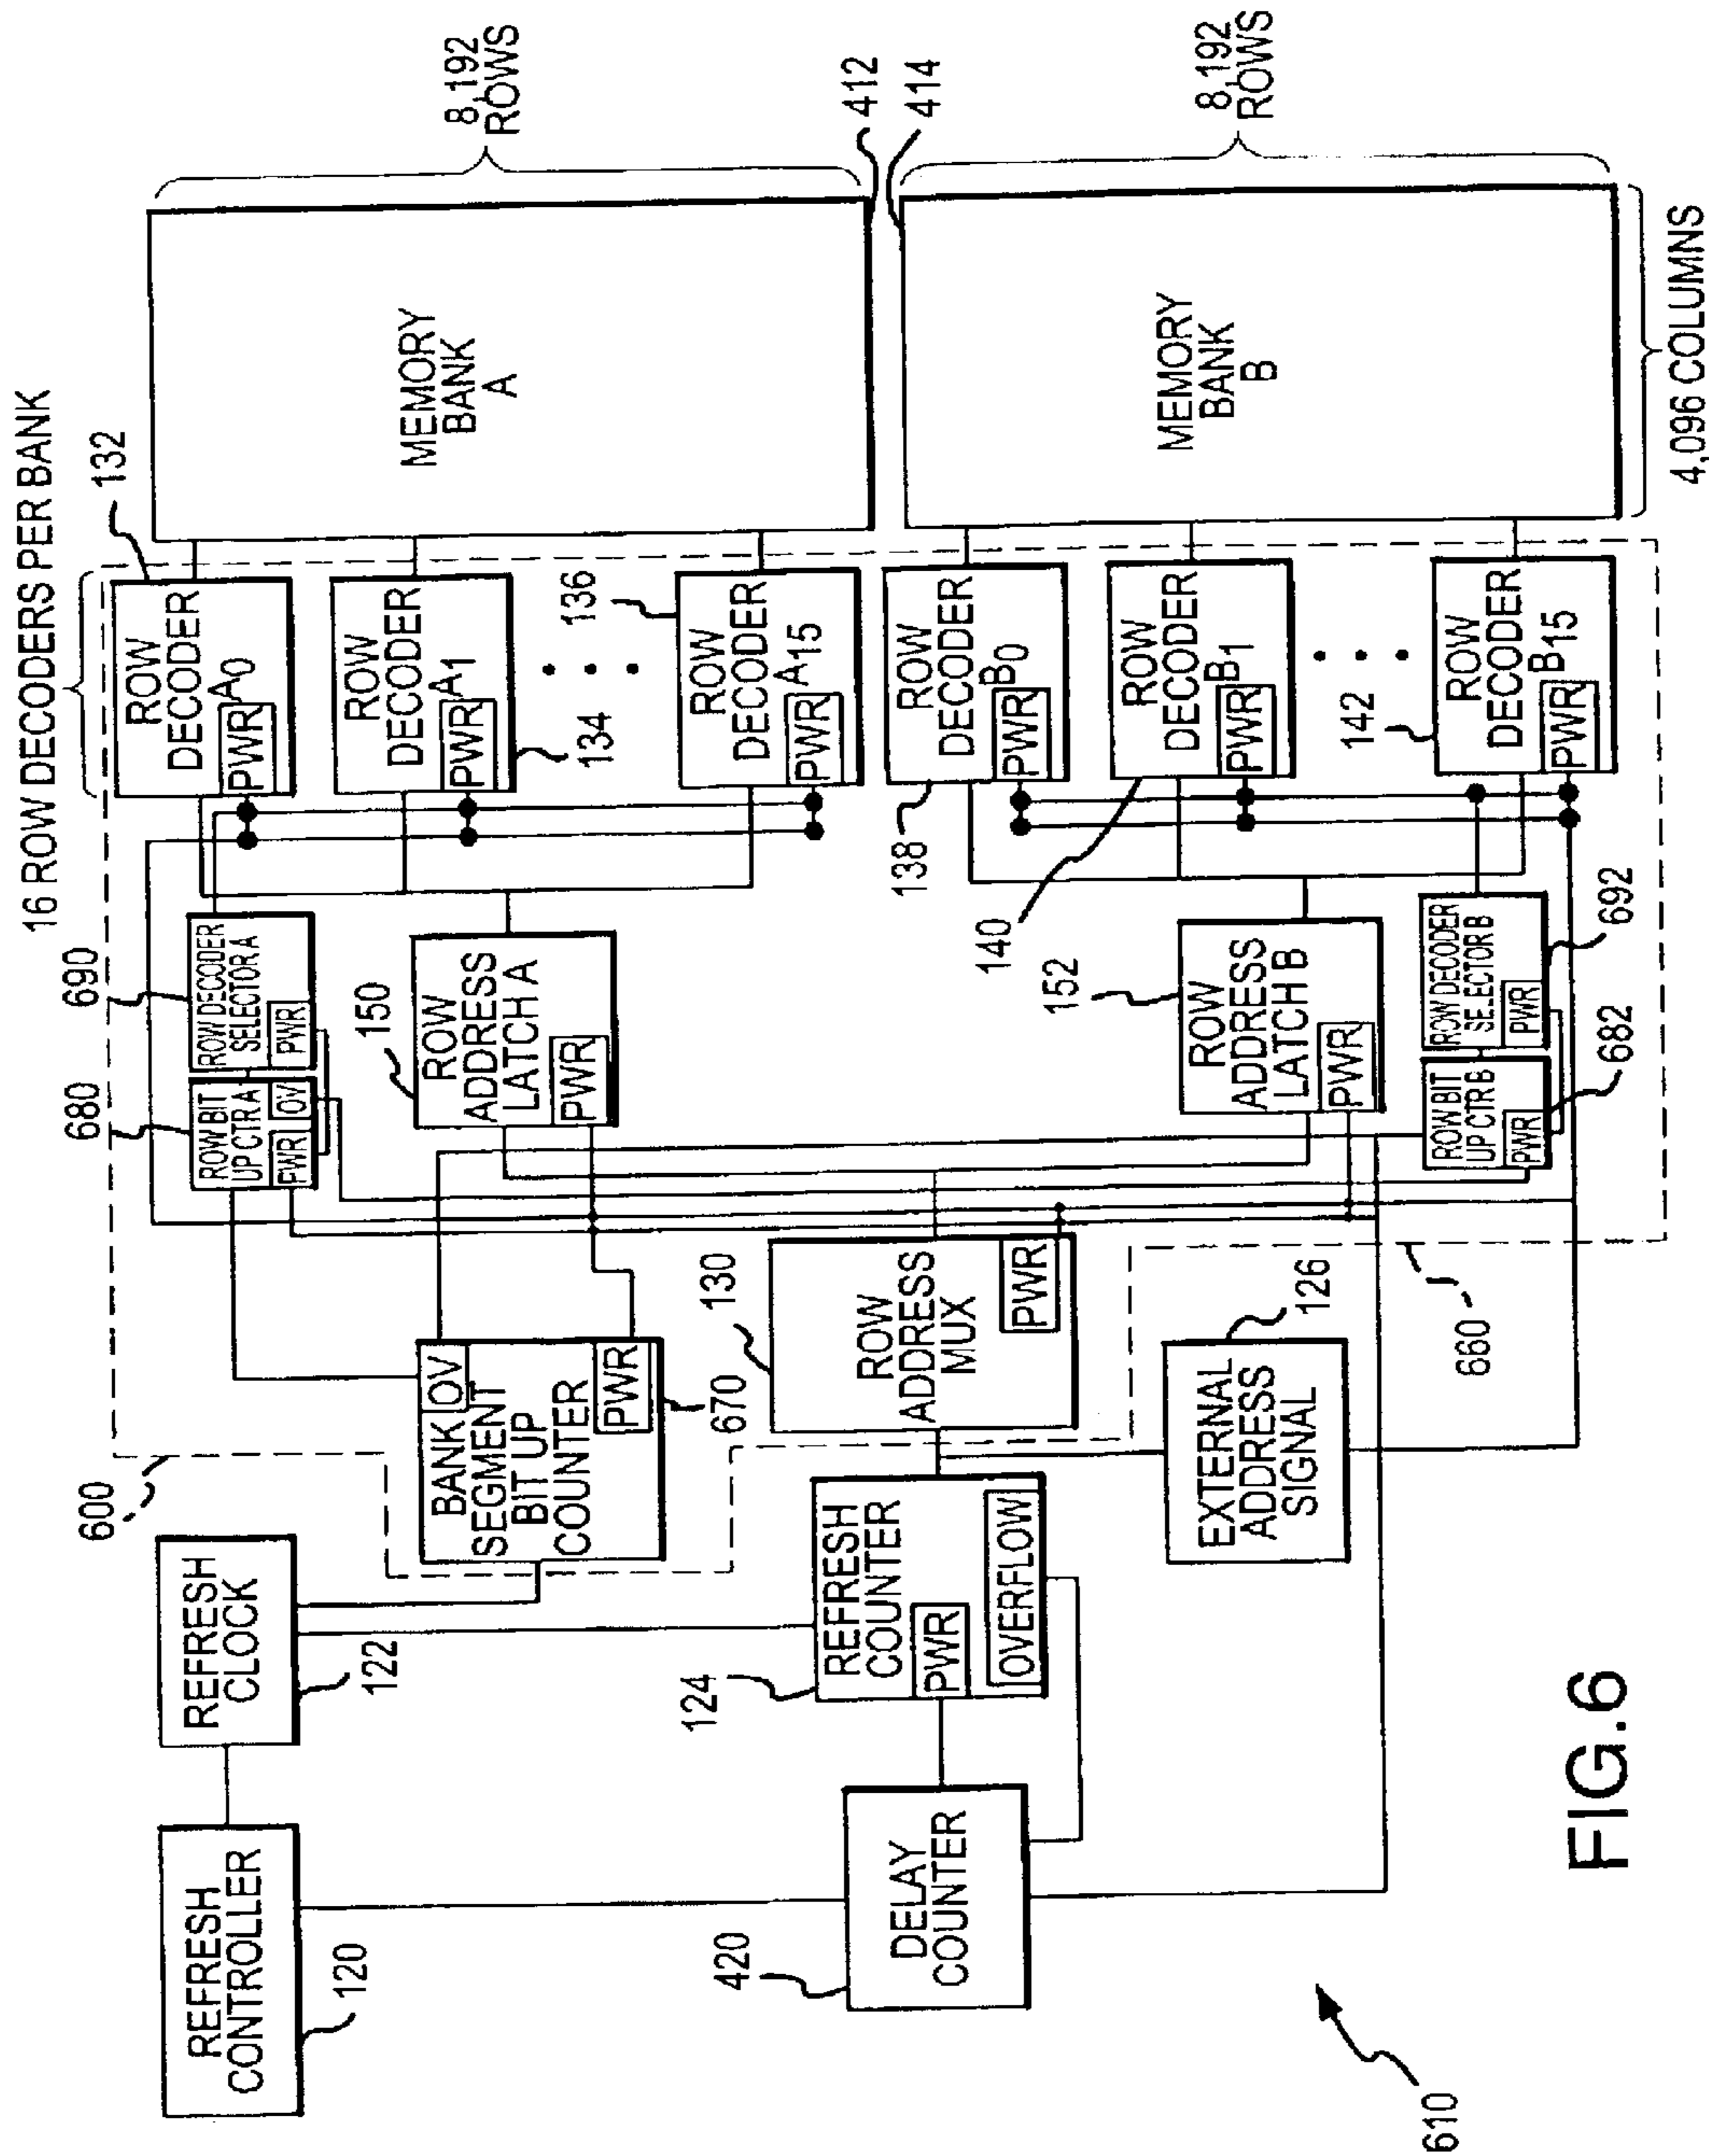 16 ROW DECODERS PER BANK
8,192
ROWS
8,192
ROWS
4,096 COLUMNS
MEMORY
BANK
A
412
MEMORY
BANK
B
414
ROW
DECODER
A0
PWR
132
ROW
DECODER
A1
PWR
134
ROW
DECODER
A15
PWR
136
ROW
DECODER
B0
PWR
138
ROW
DECODER
B1
PWR
140
ROW
DECODER
B15
PWR
142
ROW DECODER
SELECTOR A
PWR
690
ROW BIT
UP CTR A
PWR
OV
680
ROW
ADDRESS
LATCH A
PWR
150
ROW
ADDRESS
LATCH B
PWR
152
ROW DECODER
SELECTOR B
PWR
692
ROW BIT
UP CTR B
PWR
682
600
BANK
SEGMENT
BIT UP
COUNTER
OV
PWR
670
ROW
ADDRESS
MUX
PWR
130
660
REFRESH
CLOCK
122
REFRESH
COUNTER
PWR
OVERFLOW
124
EXTERNAL
ADDRESS
SIGNAL
126
REFRESH
CONTROLLER
120
DELAY
COUNTER
420
610
FIG.6